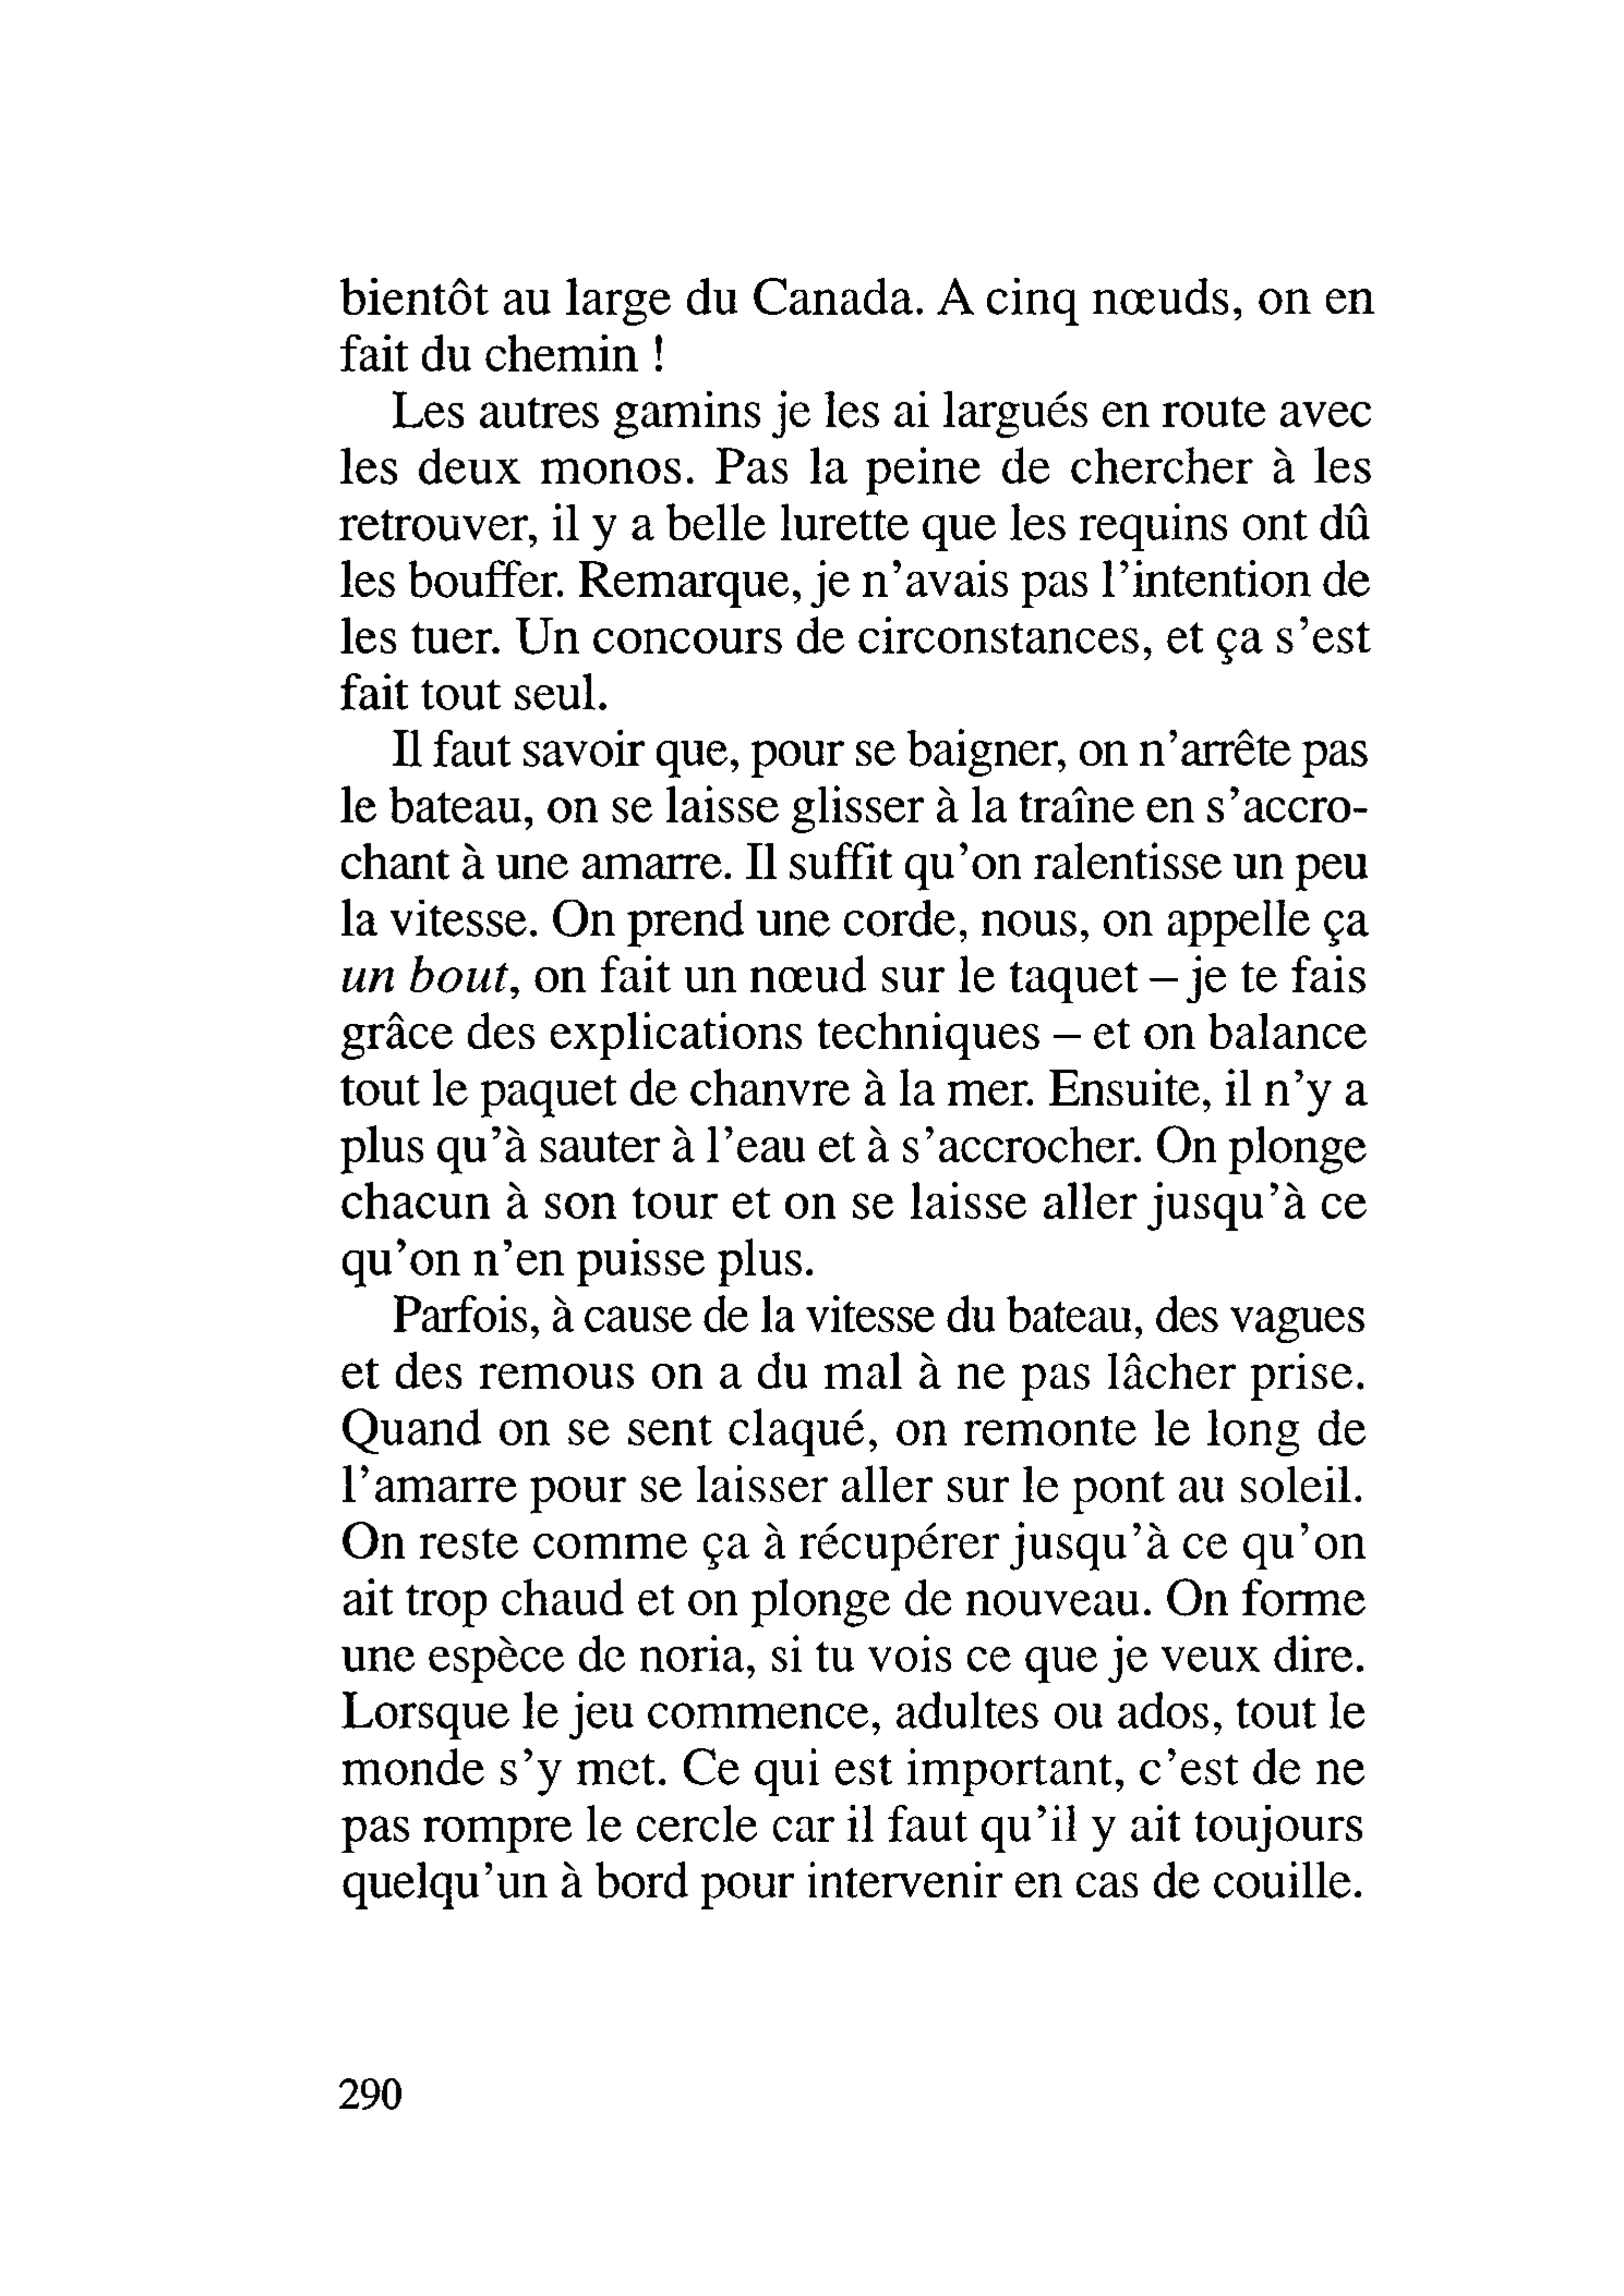 bientôt au large du Canada. A cinq nœuds, on en
fait du chemin !
Les autres gamins je les ai largués en route avec
les deux monos. Pas la peine de chercher à les
retrouver, il y a belle lurette que les requins ont dû
les bouffer. Remarque, je n'avais pas l'intention de
les tuer. Un concours de circonstances, et ça s'est
fait tout seul.
Il faut savoir que, pour se baigner, on n'arrête pas
le bateau, on se laisse glisser à la traîne en s'accro-
chant à une amarre. Il suffit qu'on ralentisse un peu
la vitesse. On prend une corde, nous, on appelle ça
un bout, on fait un nœud sur le taquet – je te fais
grâce des explications techniques – et on balance
tout le paquet de chanvre à la mer. Ensuite, il n'y a
plus qu'à sauter à l'eau et à s'accrocher. On plonge
chacun à son tour et on se laisse aller jusqu'à ce
qu'on n'en puisse plus.
Parfois, à cause de la vitesse du bateau, des vagues
et des remous on a du mal à ne pas lâcher prise.
Quand on se sent claqué, on remonte le long de
l'amarre pour se laisser aller sur le pont au soleil.
On reste comme ça à récupérer jusqu'à ce qu'on
ait trop chaud et on plonge de nouveau. On forme
une espèce de noria, si tu vois ce que je veux dire.
Lorsque le jeu commence, adultes ou ados, tout le
monde s'y met. Ce qui est important, c'est de ne
pas rompre le cercle car il faut qu'il y ait toujours
quelqu'un à bord pour intervenir en cas de couille.
290